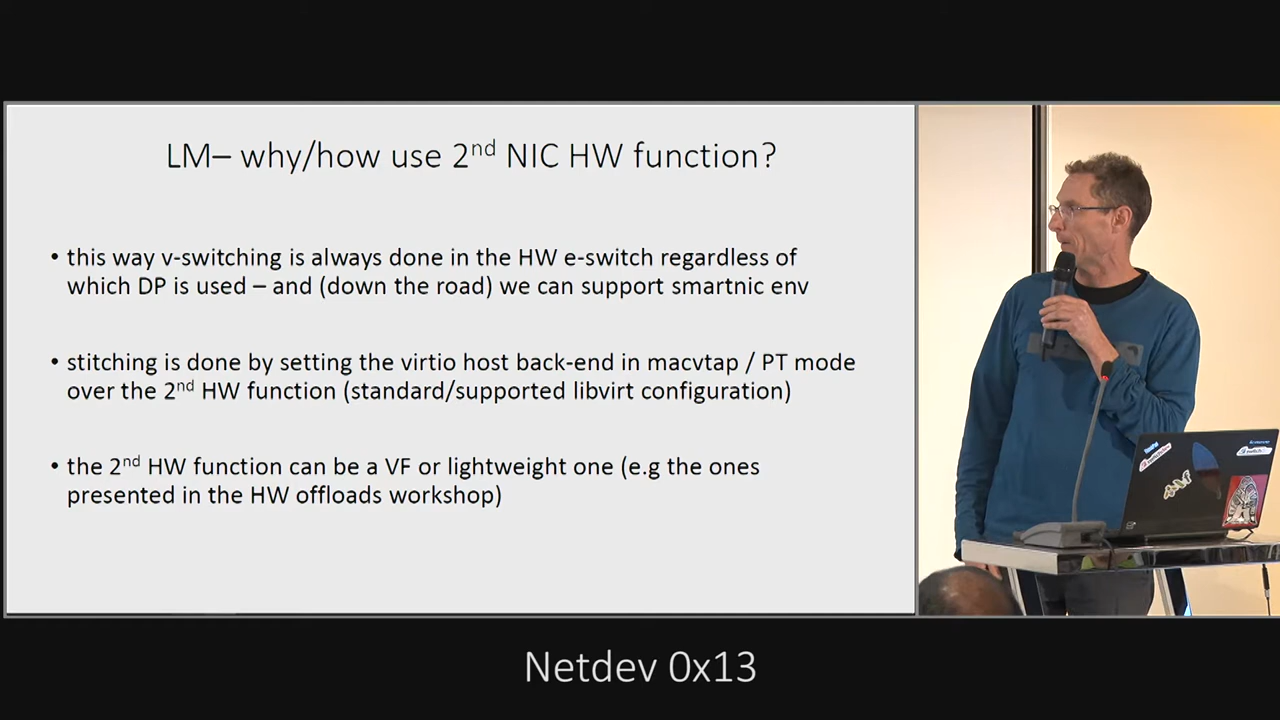 LM– why/how use 2nd NIC HW function?
• this way v-switching is always done in the HW e-switch regardless of
which DP is used – and (down the road) we can support smartnic env
• stitching is done by setting the virtio host back-end in macvtap / PT mode
over the 2nd HW function (standard/supported libvirt configuration)
• the 2nd HW function can be a VF or lightweight one (e.g the ones
presented in the HW offloads workshop)
Netdev 0x13